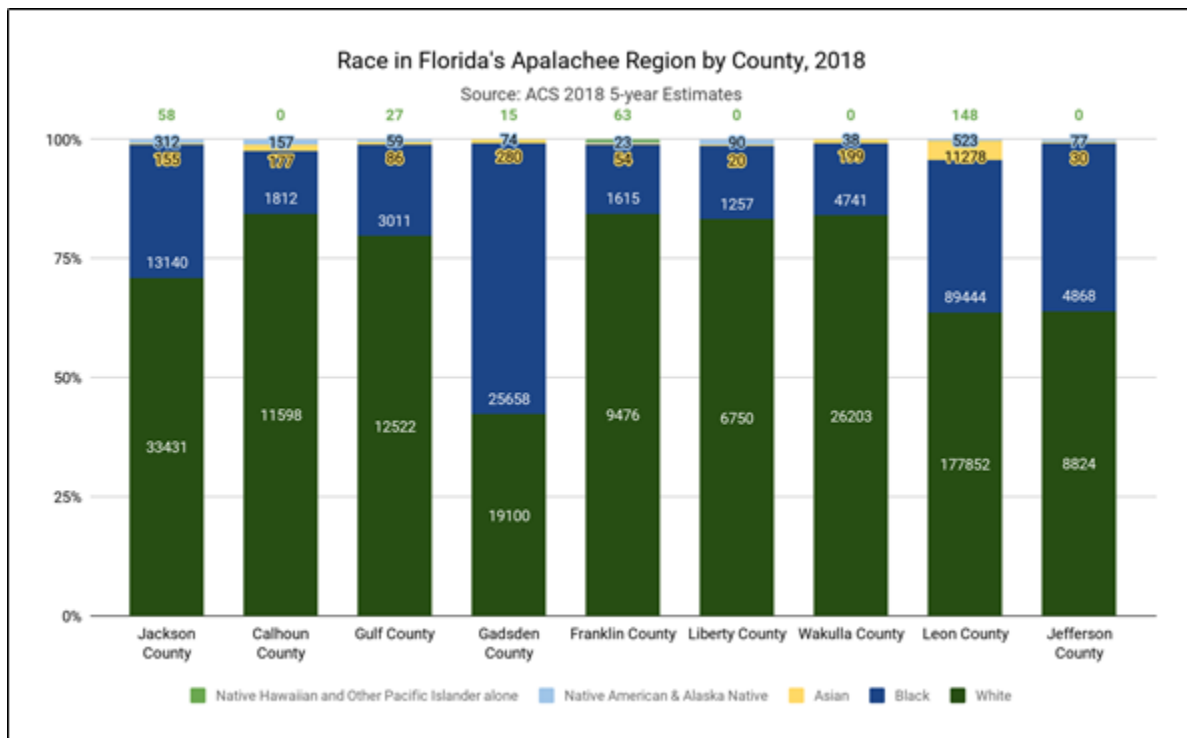 Race in Florida's Apalachee Region by County, 2018
Source: ACS 2018 5-year Estimates
58 0 27 15 63 0 0 148 0
100% 312 157 59 74 23 90 38 523 77
155 177 86 280 54 20 199 11278 30
1812 1615 1257 4741
3011
75%
13140 89444 4868
50%
25658
11598 12522 9476 6750 26203
33431 177852 8824
25%
19100
0%
Jackson County
Calhoun County
Gulf County
Gadsden County
Franklin County
Liberty County
Wakulla County
Leon County
Jefferson County
Native Hawaiian and Other Pacific Islander alone Native American & Alaska Native Asian Black White